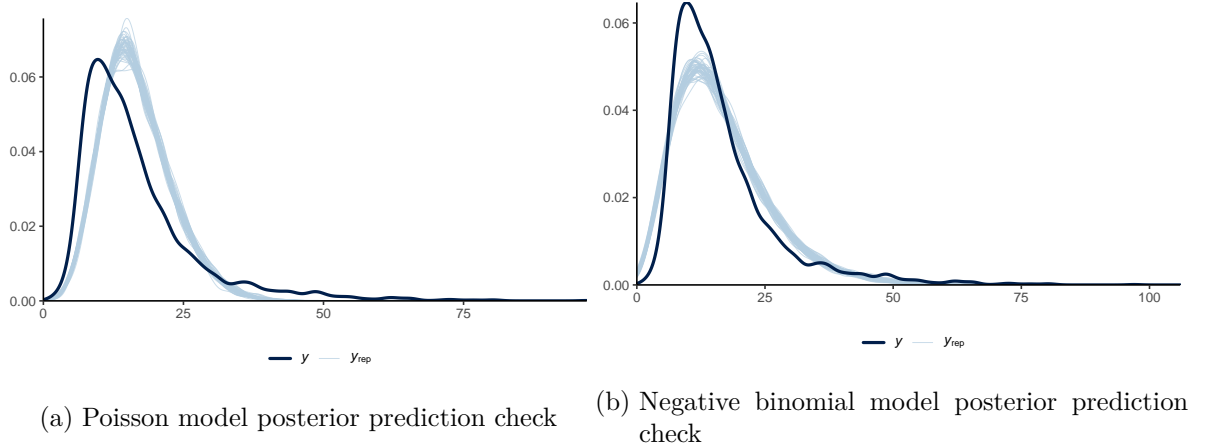 0.06
0.04
0.02
0.00
0 25 50 75
y yrep
(a) Poisson model posterior prediction check
0.06
0.04
0.02
0.00
0 25 50 75 100
y yrep
(b) Negative binomial model posterior prediction
check